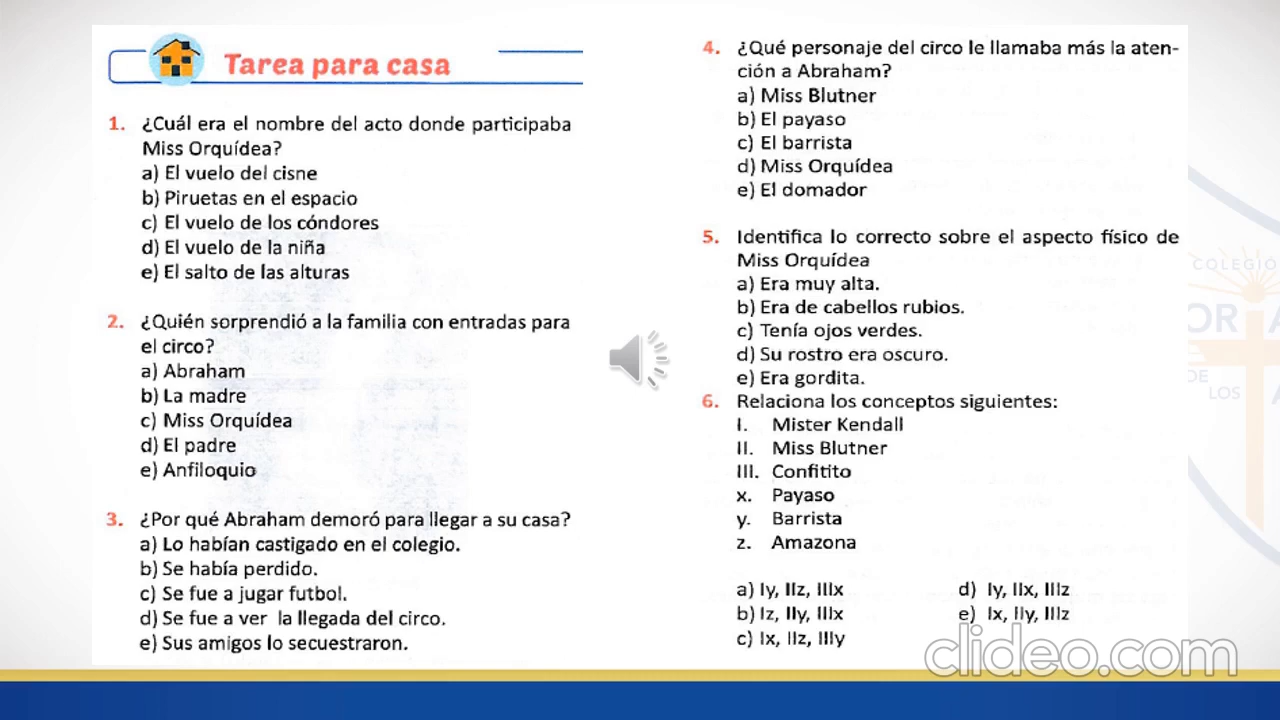 Tarea para casa
1. ¿Cuál era el nombre del acto donde participaba
Miss Orquídea?
a) El vuelo del cisne
b) Piruetas en el espacio
c) El vuelo de los cóndores
d) El vuelo de la niña
e) El salto de las alturas
2. ¿Quién sorprendió a la familia con entradas para
el circo?
a) Abraham
b) La madre
c) Miss Orquídea
d) El padre
e) Anfiloquio
3. ¿Por qué Abraham demoró para llegar a su casa?
a) Lo habían castigado en el colegio.
b) Se había perdido.
c) Se fue a jugar futbol.
d) Se fue a ver la llegada del circo.
e) Sus amigos lo secuestraron.
4. ¿Qué personaje del circo le llamaba más la aten-
ción a Abraham?
a) Miss Blutner
b) El payaso
c) El barrista
d) Miss Orquídea
e) El domador
5. Identifica lo correcto sobre el aspecto físico de
Miss Orquídea
a) Era muy alta.
b) Era de cabellos rubios.
c) Tenía ojos verdes.
d) Su rostro era oscuro.
e) Era gordita.
6. Relaciona los conceptos siguientes:
I. Mister Kendall
II. Miss Blutner
III. Confitito
x. Payaso
y. Barrista
z. Amazona
a) Iy, IIz, IIIx
b) Iz, IIy, IIIx
c) Ix, IIz, IIIy
d) Iy, IIx, IIIz
e) Ix, IIy, IIIz
COLEGIO
DE
LOS
clideo.com